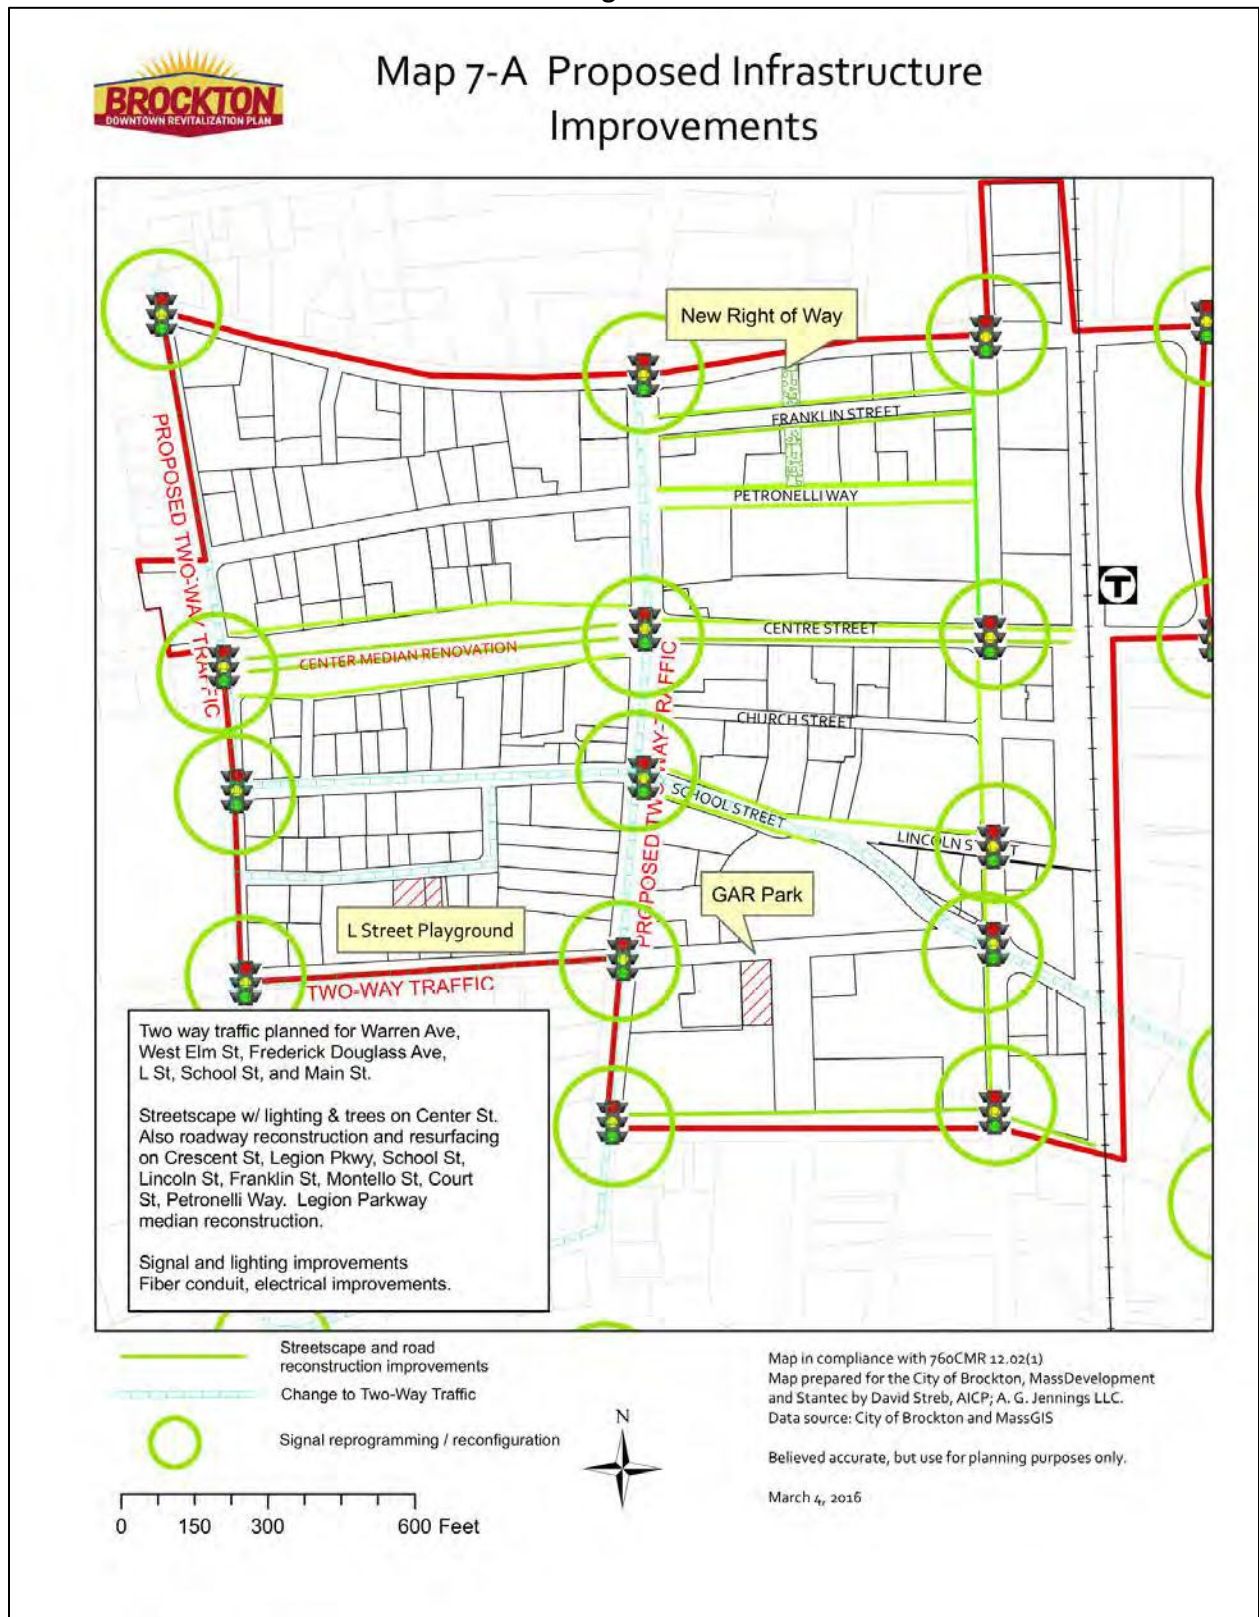 BROCKTON
DOWNTOWN REVITALIZATION PLAN
Map 7-A Proposed Infrastructure
Improvements
New Right of Way
FRANKLIN STREET
PROPOSED TWO-WAY TRAFFIC
PETRONELLI WAY
T
CENTRE STREET
CENTER MEDIAN RENOVATION
CHURCH STREET
PROPOSED TWO-WAY TRAFFIC
SCHOOL STREET
LINCOLN S T
GAR Park
L Street Playground
TWO-WAY TRAFFIC
Two way traffic planned for Warren Ave,
West Elm St, Frederick Douglass Ave,
L St, School St, and Main St.
Streetscape w/ lighting & trees on Center St.
Also roadway reconstruction and resurfacing
on Crescent St, Legion Pkwy, School St,
Lincoln St, Franklin St, Montello St, Court
St, Petronelli Way. Legion Parkway
median reconstruction.
Signal and lighting improvements
Fiber conduit, electrical improvements.
Streetscape and road
reconstruction improvements
Change to Two-Way Traffic
Signal reprogramming / reconfiguration
N
0 150 300 600 Feet
Map in compliance with 760CMR 12.02(1)
Map prepared for the City of Brockton, MassDevelopment
and Stantec by David Streb, AICP; A. G. Jennings LLC.
Data source: City of Brockton and MassGIS
Believed accurate, but use for planning purposes only.
March 4, 2016